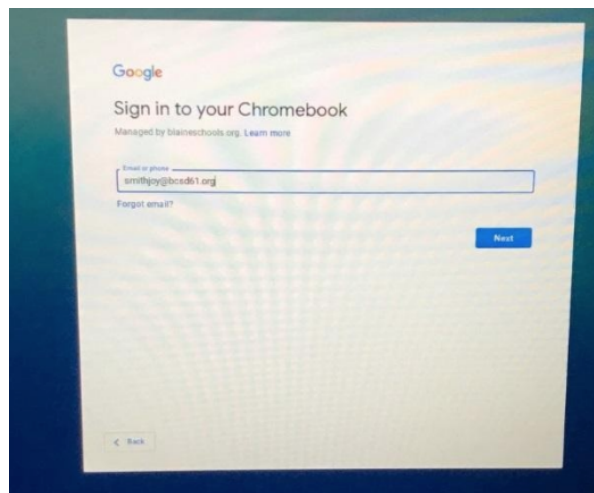 Google
Sign in to your Chromebook
Managed by blaineschools.org. Learn more
Email or phone
smithjoy@bcsd61.org
Forgot email?
Next
Back